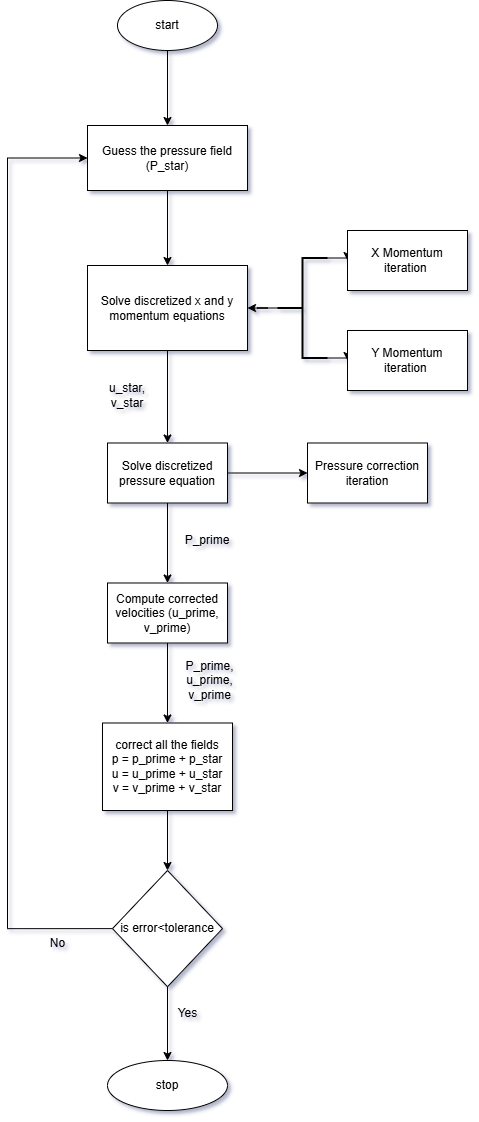 start
Guess the pressure field
(P_star)
X Momentum
iteration
Solve discretized x and y
momentum equations
Y Momentum
iteration
u_star,
v_star
Solve discretized
pressure equation
Pressure correction
iteration
P_prime
Compute corrected
velocities (u_prime,
v_prime)
P_prime,
u_prime,
v_prime
correct all the fields
p = p_prime + p_star
u = u_prime + u_star
v = v_prime + v_star
is error<tolerance
No
Yes
stop